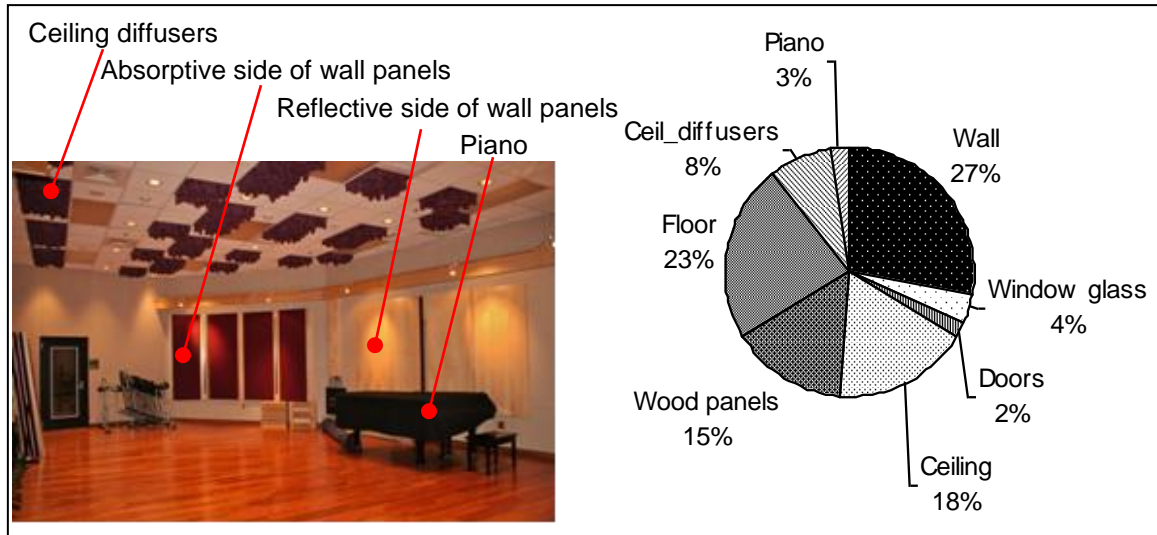 Ceiling diffusers
Absorptive side of wall panels
Reflective side of wall panels
Piano
Piano
3%
Wall
27%
Ceil_diffusers
8%
Floor
23%
Window glass
4%
Doors
2%
Wood panels
15%
Ceiling
18%